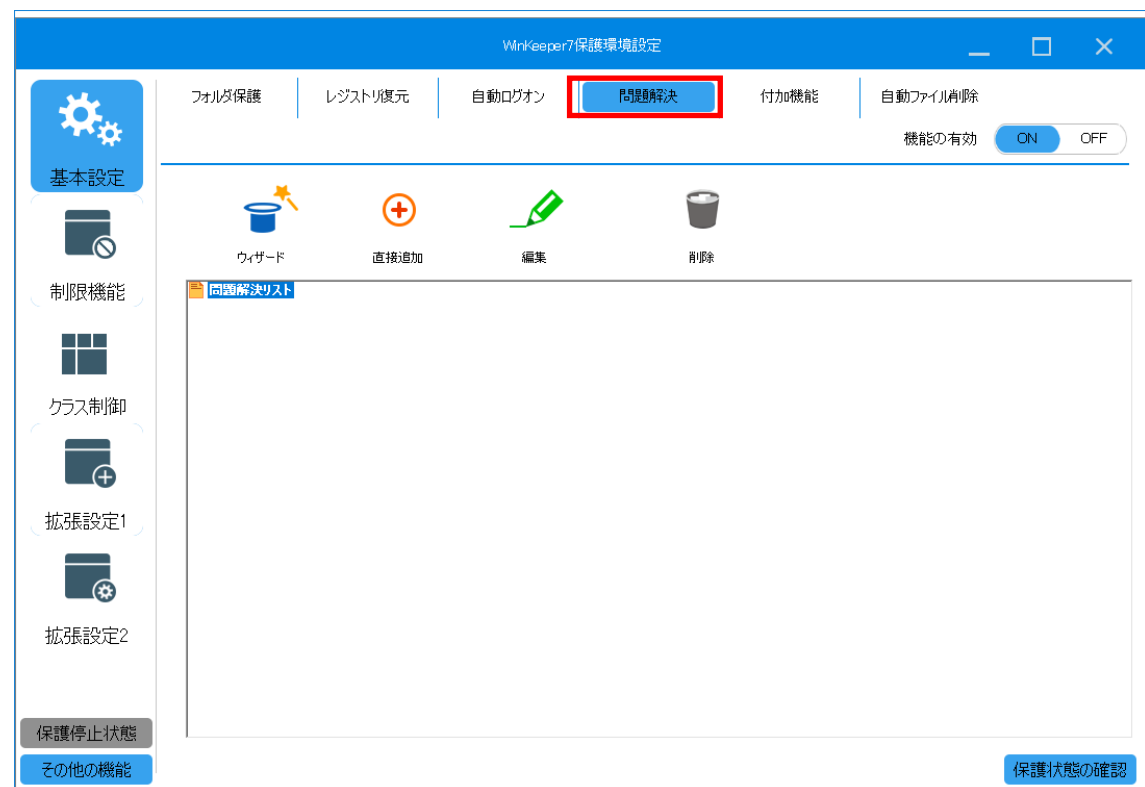 WinKeeper7保護環境設定
フォルダ保護 レジストリ復元 自動ログオン 問題解決 付加機能 自動ファイル削除
機能の有効 ON OFF
基本設定
ウィザード 直接追加 編集 削除
問題解決リスト
制限機能
クラス制御
拡張設定1
拡張設定2
保護停止状態
その他の機能 保護状態の確認